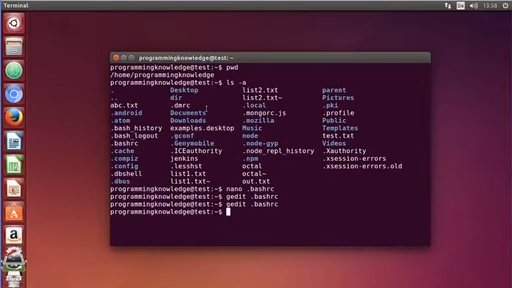 Terminal
De
13:58
programmingknowledge@test: ~
programmingknowledge@test:~$ pwd
/home/programmingknowledge
programmingknowledge@test:~$ ls -a
. Desktop list2.txt parent
.. dir list2.txt~ Pictures
abc.txt .dmrc .local .pki
.android Documents .mongorc.js .profile
.atom Downloads .mozilla Public
.bash_history examples.desktop Music Templates
.bash_logout .gconf node test.txt
.bashrc .Genymobile .node-gyp Videos
.cache .ICEauthority .node_repl_history .Xauthority
.compiz jenkins .npm .xsession-errors
.config .lesshst octal .xsession-errors.old
.dbshell list1.txt octal~
.dbus list1.txt~ out.txt
programmingknowledge@test:~$ nano .bashrc
programmingknowledge@test:~$ gedit .bashrc
programmingknowledge@test:~$ gedit .bashrc
programmingknowledge@test:~$